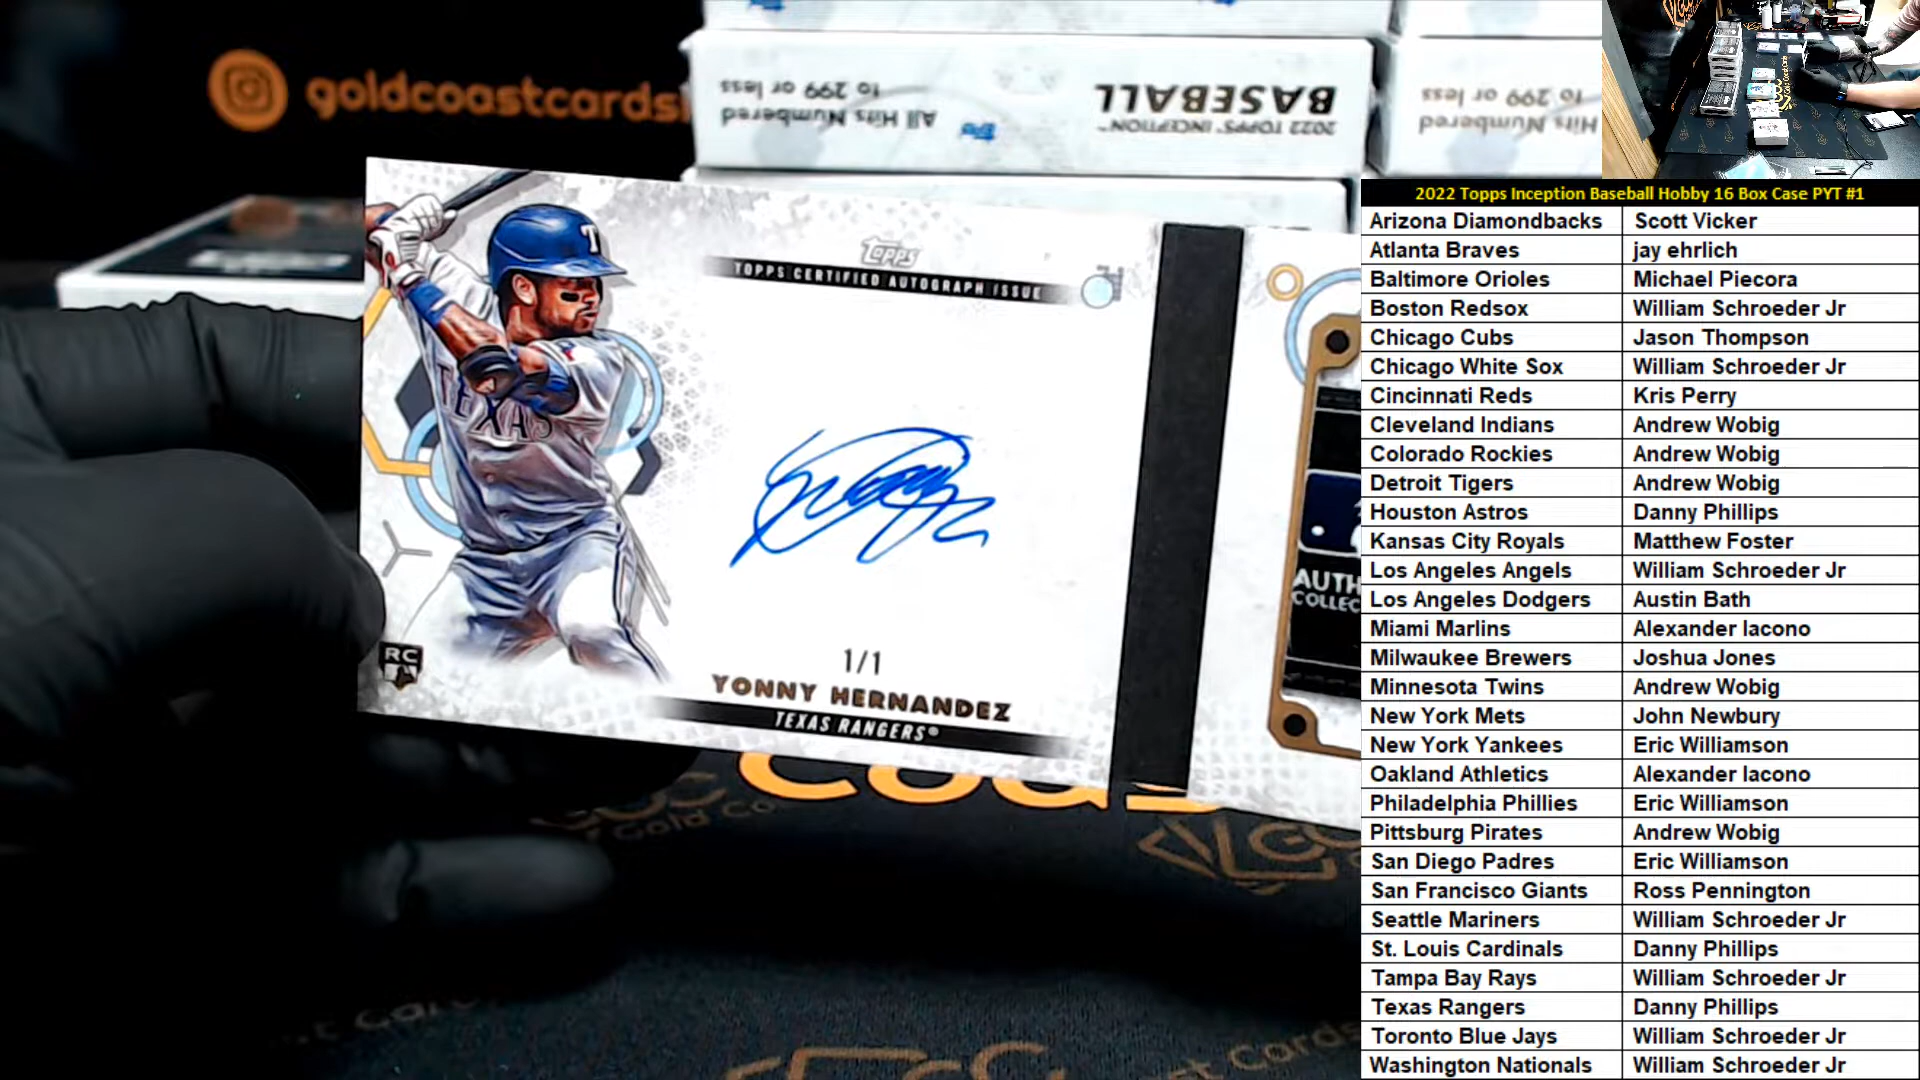 goldcoastcards
All Hits Numbered
to 299 or less
2022 TOPPS® INCEPTION™
BASEBALL
Hits Numbered
to 299 or less
Topps
TOPPS CERTIFIED AUTOGRAPH ISSUE
T
TEXAS
RC
1/1
YONNY HERNANDEZ
TEXAS RANGERS®
AUTH
COLLEC
2022 Topps Inception Baseball Hobby 16 Box Case PYT #1
Arizona Diamondbacks Scott Vicker
Atlanta Braves jay ehrlich
Baltimore Orioles Michael Piecora
Boston Redsox William Schroeder Jr
Chicago Cubs Jason Thompson
Chicago White Sox William Schroeder Jr
Cincinnati Reds Kris Perry
Cleveland Indians Andrew Wobig
Colorado Rockies Andrew Wobig
Detroit Tigers Andrew Wobig
Houston Astros Danny Phillips
Kansas City Royals Matthew Foster
Los Angeles Angels William Schroeder Jr
Los Angeles Dodgers Austin Bath
Miami Marlins Alexander Iacono
Milwaukee Brewers Joshua Jones
Minnesota Twins Andrew Wobig
New York Mets John Newbury
New York Yankees Eric Williamson
Oakland Athletics Alexander Iacono
Philadelphia Phillies Eric Williamson
Pittsburg Pirates Andrew Wobig
San Diego Padres Eric Williamson
San Francisco Giants Ross Pennington
Seattle Mariners William Schroeder Jr
St. Louis Cardinals Danny Phillips
Tampa Bay Rays William Schroeder Jr
Texas Rangers Danny Phillips
Toronto Blue Jays William Schroeder Jr
Washington Nationals William Schroeder Jr